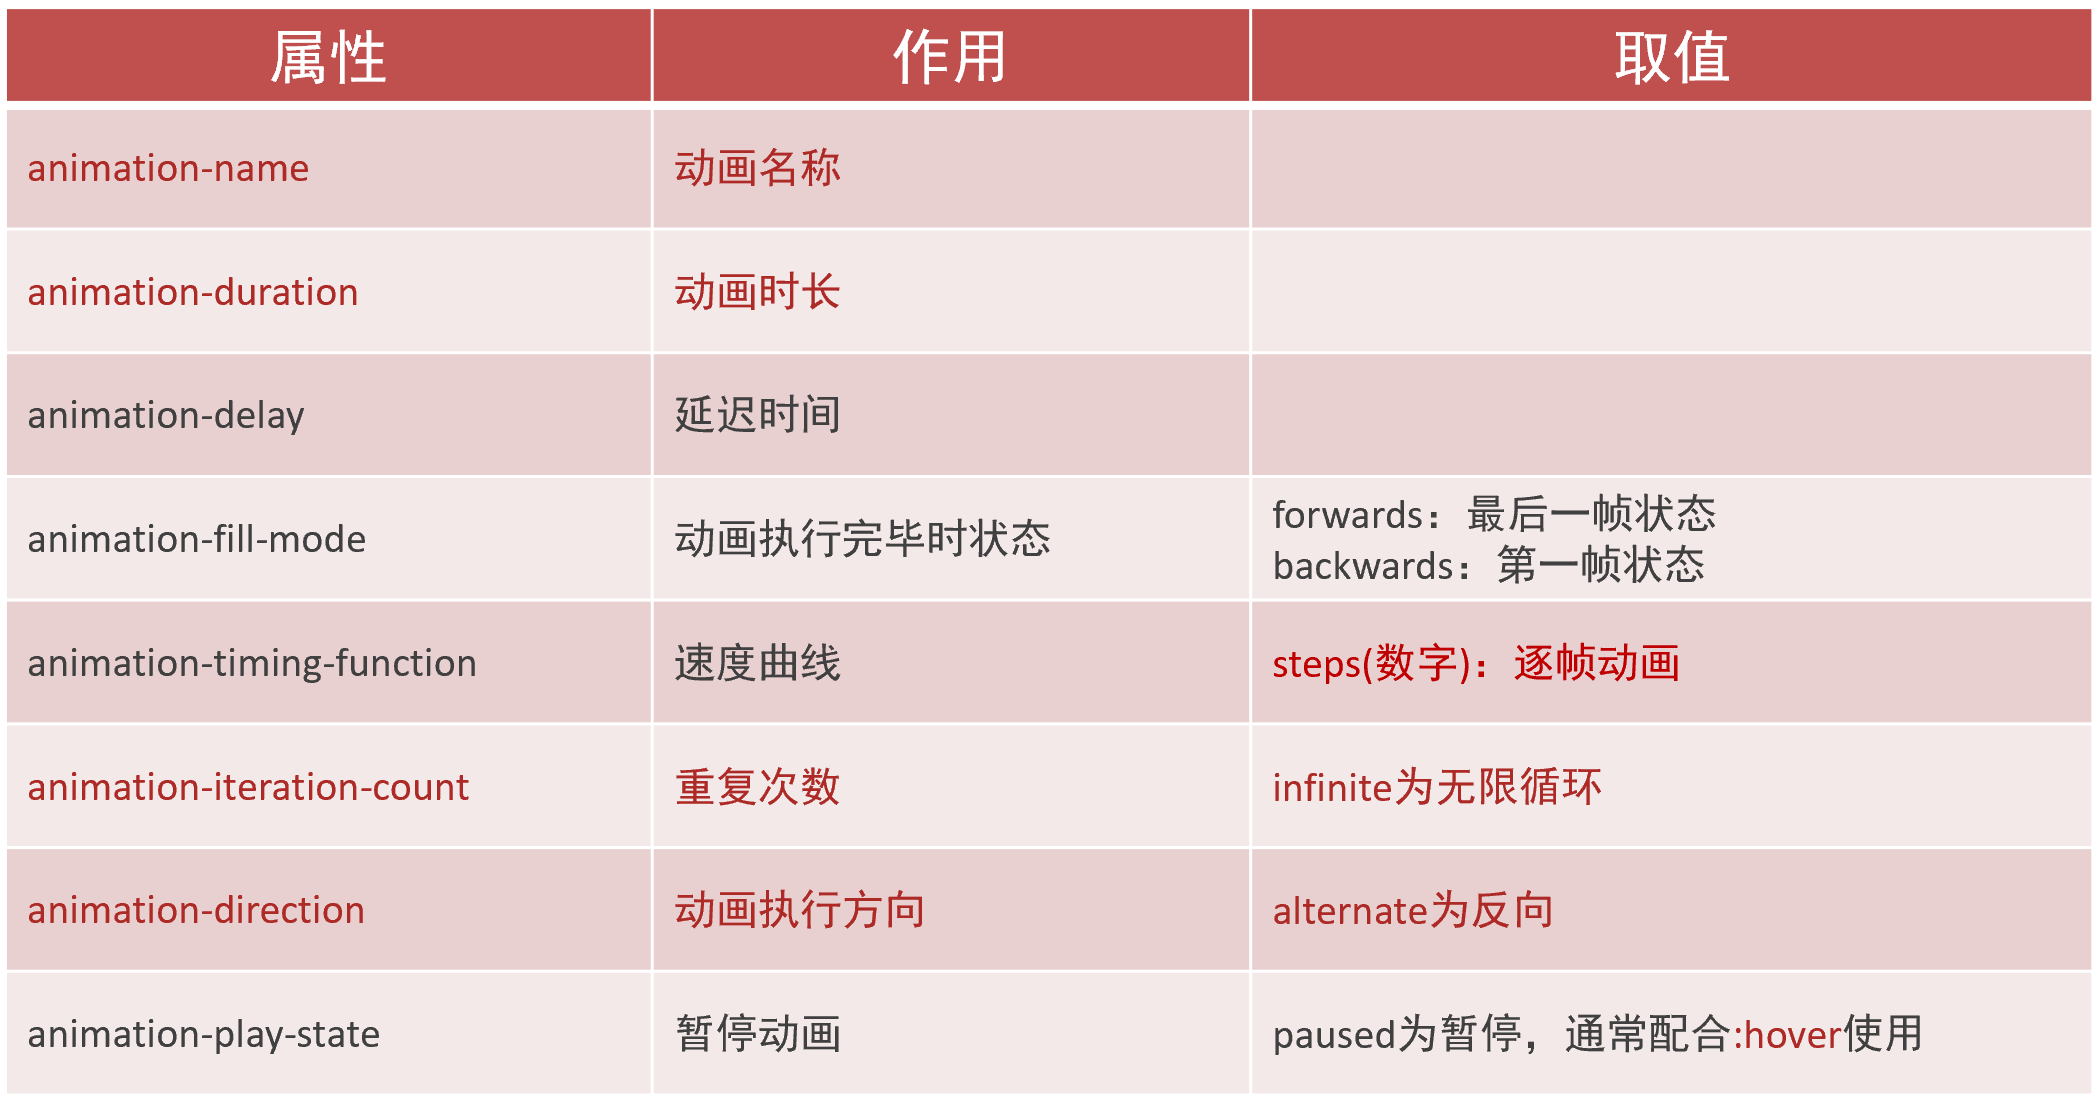 属性 作用 取值
animation-name 动画名称
animation-duration 动画时长
animation-delay 延迟时间
animation-fill-mode 动画执行完毕时状态 forwards：最后一帧状态
backwards：第一帧状态
animation-timing-function 速度曲线 steps(数字)：逐帧动画
animation-iteration-count 重复次数 infinite为无限循环
animation-direction 动画执行方向 alternate为反向
animation-play-state 暂停动画 paused为暂停，通常配合:hover使用